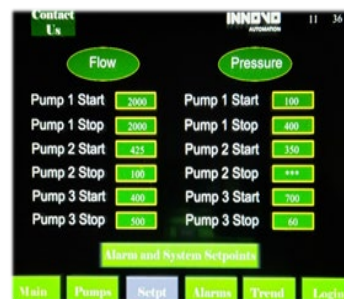 Contact Us
INNOVO AUTOMATION
11 36
Flow
Pressure
Pump 1 Start 2000
Pump 1 Start 100
Pump 1 Stop 2000
Pump 1 Stop 400
Pump 2 Start 425
Pump 2 Start 350
Pump 2 Stop 100
Pump 2 Stop ***
Pump 3 Start 400
Pump 3 Start 700
Pump 3 Stop 500
Pump 3 Stop 60
Alarm and System Setpoints
Main Pumps Setpt Alarms Trend Login